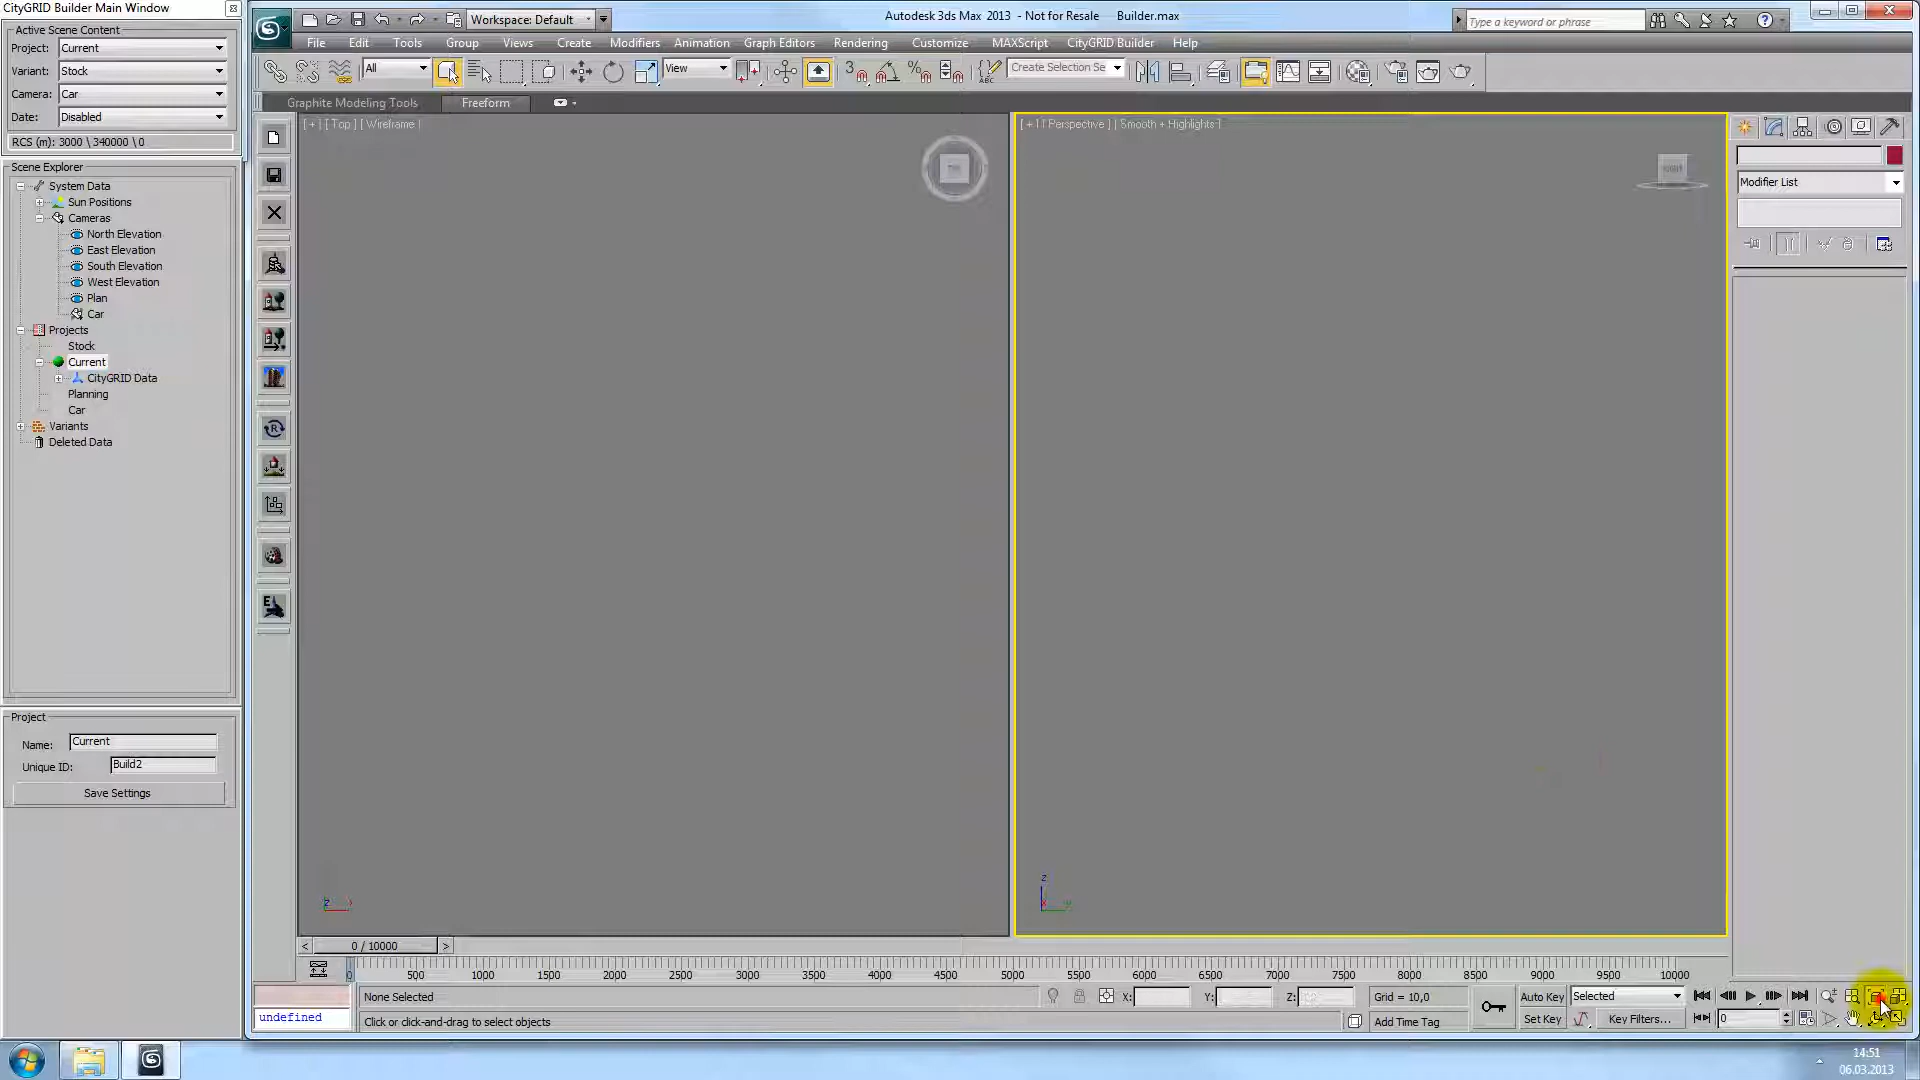 CityGRID Builder Main Window
Active Scene Content
Project: Current
Variant: Stock
Camera: Car
Date: Disabled
RCS (m): 3000 \ 340000 \ 0
Scene Explorer
System Data
Sun Positions
Cameras
North Elevation
East Elevation
South Elevation
West Elevation
Plan
Car
Projects
Stock
Current
CityGRID Data
Planning
Car
Variants
Deleted Data
Project
Name: Current
Unique ID: Build2
Save Settings
Workspace: Default
Autodesk 3ds Max 2013 - Not for Resale Builder.max
Type a keyword or phrase
File Edit Tools Group Views Create Modifiers Animation Graph Editors Rendering Customize MAXScript CityGRID Builder Help
All
View
Create Selection Se
Graphite Modeling Tools Freeform
[ + ] [ Top ] [ Wireframe ]
[ + ] [ Perspective ] [ Smooth + Highlights ]
Modifier List
< 0 / 10000 >
0 500 1000 1500 2000 2500 3000 3500 4000 4500 5000 5500 6000 6500 7000 7500 8000 8500 9000 9500 10000
None Selected X: Y: Z: Grid = 10,0 Auto Key Selected
undefined Click or click-and-drag to select objects Add Time Tag Set Key Key Filters... 0
14:51
06.03.2013